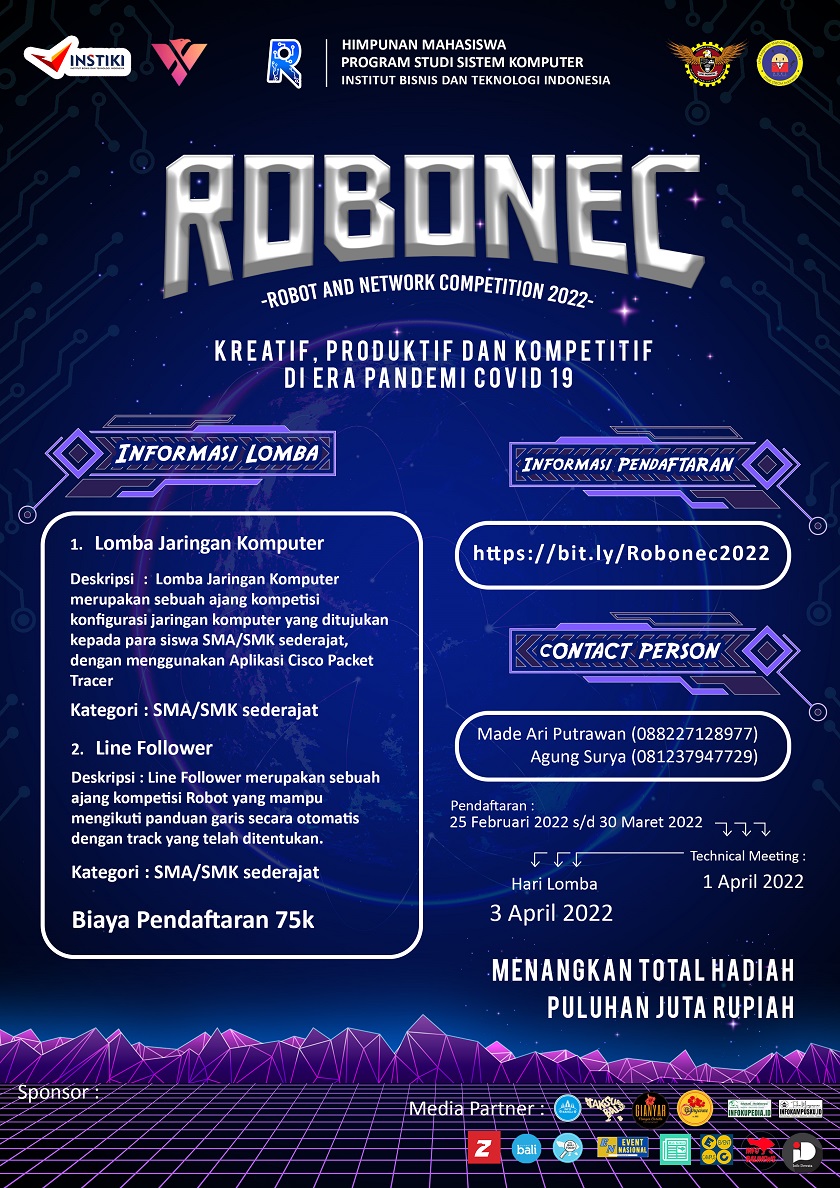 INSTIKI
HIMPUNAN MAHASISWA
PROGRAM STUDI SISTEM KOMPUTER
INSTITUT BISNIS DAN TEKNOLOGI INDONESIA
ROBONEC
-ROBOT AND NETWORK COMPETITION 2022-
KREATIF, PRODUKTIF DAN KOMPETITIF
DI ERA PANDEMI COVID 19
INFORMASI LOMBA
1. Lomba Jaringan Komputer
Deskripsi : Lomba Jaringan Komputer
merupakan sebuah ajang kompetisi
konfigurasi jaringan komputer yang ditujukan
kepada para siswa SMA/SMK sederajat,
dengan menggunakan Aplikasi Cisco Packet
Tracer
Kategori : SMA/SMK sederajat
2. Line Follower
Deskripsi : Line Follower merupakan sebuah
ajang kompetisi Robot yang mampu
mengikuti panduan garis secara otomatis
dengan track yang telah ditentukan.
Kategori : SMA/SMK sederajat
Biaya Pendaftaran 75k
INFORMASI PENDAFTARAN
https://bit.ly/Robonec2022
CONTACT PERSON
Made Ari Putrawan (088227128977)
Agung Surya (081237947729)
Pendaftaran :
25 Februari 2022 s/d 30 Maret 2022
Technical Meeting :
1 April 2022
Hari Lomba
3 April 2022
MENANGKAN TOTAL HADIAH
PULUHAN JUTA RUPIAH
Sponsor :
Media Partner :
TAKSU BALI
GIANYAR
INFOKUPEDIA.ID
INFOKAMPUSKU.ID
Z
bali
EVENT
NASIONAL